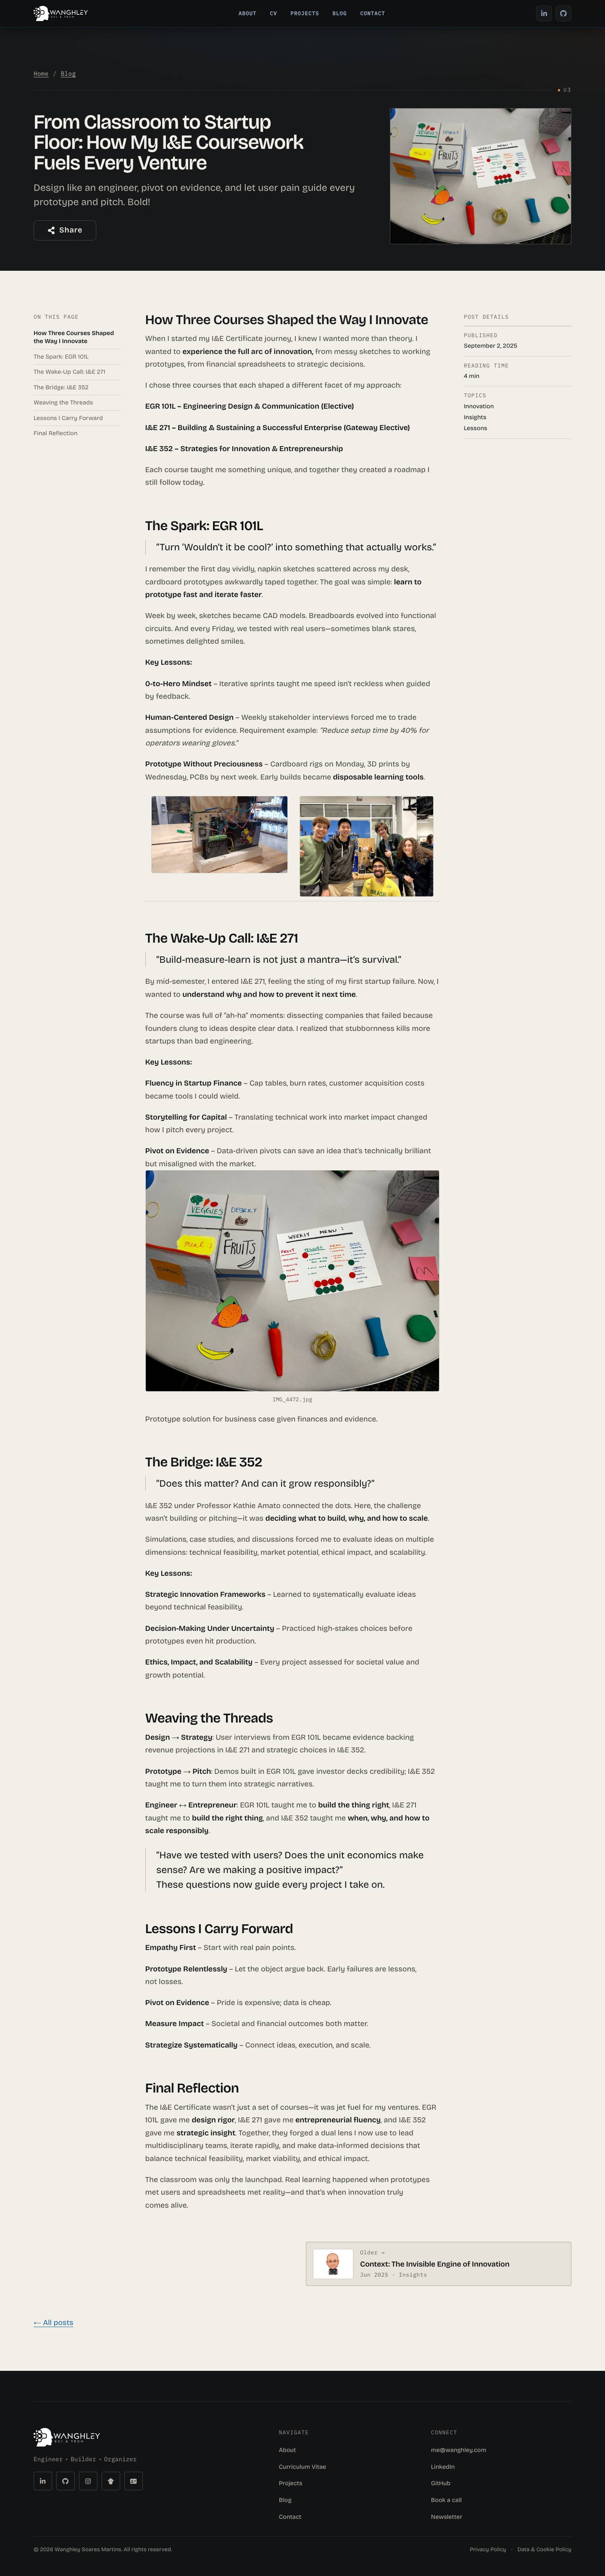 WANGHLEY
SCI & TECH
ABOUT
CV
PROJECTS
BLOG
CONTACT
Home / Blog
From Classroom to Startup
Floor: How My I&E Coursework
Fuels Every Venture
Design like an engineer, pivot on evidence, and let user pain guide every
prototype and pitch. Bold!
Share
VEGGIES
DESERT
FRUITS
WEEKLY MENU
ON THIS PAGE
How Three Courses Shaped
the Way I Innovate
The Spark: EGR 101L
The Wake-Up Call: I&E 271
The Bridge: I&E 352
Weaving the Threads
Lessons I Carry Forward
Final Reflection
How Three Courses Shaped the Way I Innovate
When I started my I&E Certificate journey, I knew I wanted more than theory. I
wanted to experience the full arc of innovation, from messy sketches to working
prototypes, from financial spreadsheets to strategic decisions.
I chose three courses that each shaped a different facet of my approach:
EGR 101L – Engineering Design & Communication (Elective)
I&E 271 – Building & Sustaining a Successful Enterprise (Gateway Elective)
I&E 352 – Strategies for Innovation & Entrepreneurship
Each course taught me something unique, and together they created a roadmap I
still follow today.
POST DETAILS
PUBLISHED
September 2, 2025
READING TIME
4 min
TOPICS
Innovation
Insights
Lessons
The Spark: EGR 101L
"Turn 'Wouldn't it be cool?' into something that actually works."
I remember the first day vividly, napkin sketches scattered across my desk,
cardboard prototypes awkwardly taped together. The goal was simple: learn to
prototype fast and iterate faster.
Week by week, sketches became CAD models. Breadboards evolved into functional
circuits. And every Friday, we tested with real users—sometimes blank stares,
sometimes delighted smiles.
Key Lessons:
0-to-Hero Mindset – Iterative sprints taught me speed isn't reckless when guided
by feedback.
Human-Centered Design – Weekly stakeholder interviews forced me to trade
assumptions for evidence. Requirement example: "Reduce setup time by 40% for
operators wearing gloves."
Prototype Without Preciousness – Cardboard rigs on Monday, 3D prints by
Wednesday, PCBs by next week. Early builds became disposable learning tools.
The Wake-Up Call: I&E 271
"Build-measure-learn is not just a mantra—it's survival."
By mid-semester, I entered I&E 271, feeling the sting of my first startup failure. Now, I
wanted to understand why and how to prevent it next time.
The course was full of "ah-ha" moments: dissecting companies that failed because
founders clung to ideas despite clear data. I realized that stubbornness kills more
startups than bad engineering.
Key Lessons:
Fluency in Startup Finance – Cap tables, burn rates, customer acquisition costs
became tools I could wield.
Storytelling for Capital – Translating technical work into market impact changed
how I pitch every project.
Pivot on Evidence – Data-driven pivots can save an idea that's technically brilliant
but misaligned with the market.
VEGGIES
DESERT
FRUITS
WEEKLY MENU
IMG_4472.jpg
Prototype solution for business case given finances and evidence.
The Bridge: I&E 352
"Does this matter? And can it grow responsibly?"
I&E 352 under Professor Kathie Amato connected the dots. Here, the challenge
wasn't building or pitching—it was deciding what to build, why, and how to scale.
Simulations, case studies, and discussions forced me to evaluate ideas on multiple
dimensions: technical feasibility, market potential, ethical impact, and scalability.
Key Lessons:
Strategic Innovation Frameworks – Learned to systematically evaluate ideas
beyond technical feasibility.
Decision-Making Under Uncertainty – Practiced high-stakes choices before
prototypes even hit production.
Ethics, Impact, and Scalability – Every project assessed for societal value and
growth potential.
Weaving the Threads
Design → Strategy: User interviews from EGR 101L became evidence backing
revenue projections in I&E 271 and strategic choices in I&E 352.
Prototype → Pitch: Demos built in EGR 101L gave investor decks credibility; I&E 352
taught me to turn them into strategic narratives.
Engineer ↔ Entrepreneur: EGR 101L taught me to build the thing right, I&E 271
taught me to build the right thing, and I&E 352 taught me when, why, and how to
scale responsibly.
"Have we tested with users? Does the unit economics make
sense? Are we making a positive impact?"
These questions now guide every project I take on.
Lessons I Carry Forward
Empathy First – Start with real pain points.
Prototype Relentlessly – Let the object argue back. Early failures are lessons,
not losses.
Pivot on Evidence – Pride is expensive; data is cheap.
Measure Impact – Societal and financial outcomes both matter.
Strategize Systematically – Connect ideas, execution, and scale.
Final Reflection
The I&E Certificate wasn't just a set of courses—it was jet fuel for my ventures. EGR
101L gave me design rigor, I&E 271 gave me entrepreneurial fluency, and I&E 352
gave me strategic insight. Together, they forged a dual lens I now use to lead
multidisciplinary teams, iterate rapidly, and make data-informed decisions that
balance technical feasibility, market viability, and ethical impact.
The classroom was only the launchpad. Real learning happened when prototypes
met users and spreadsheets met reality—and that's when innovation truly
comes alive.
Older →
Context: The Invisible Engine of Innovation
Jun 2025 · Insights
← All posts
WANGHLEY
SCI & TECH
Engineer • Builder • Organizer
NAVIGATE
About
Curriculum Vitae
Projects
Blog
Contact
CONNECT
me@wanghley.com
LinkedIn
GitHub
Book a call
Newsletter
© 2026 Wanghley Soares Martins. All rights reserved.
Privacy Policy · Data & Cookie Policy